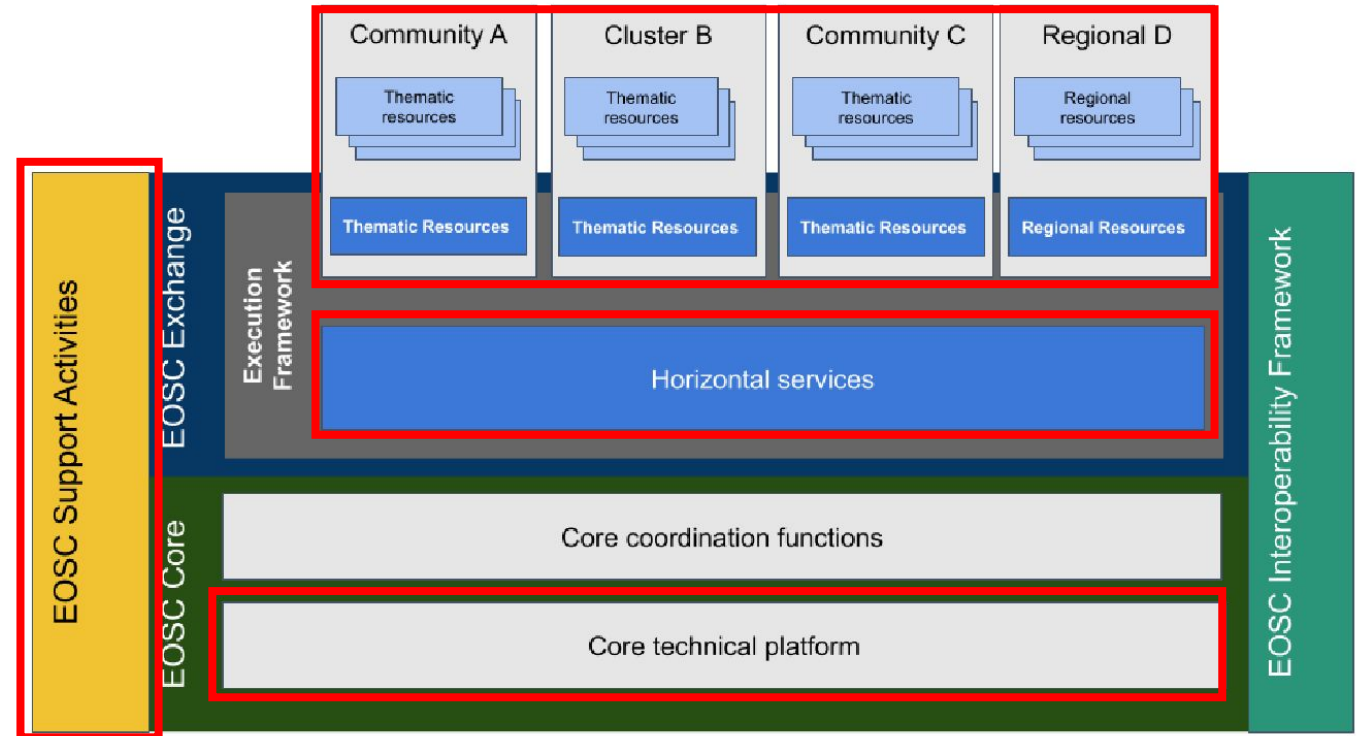 Community A
Cluster B
Community C
Regional D
Thematic
resources
Thematic
resources
Thematic
resources
Regional
resources
Thematic Resources
Thematic Resources
Thematic Resources
Regional Resources
EOSC Support Activities
EOSC Exchange
Execution
Framework
Horizontal services
EOSC Core
Core coordination functions
Core technical platform
EOSC Interoperability Framework